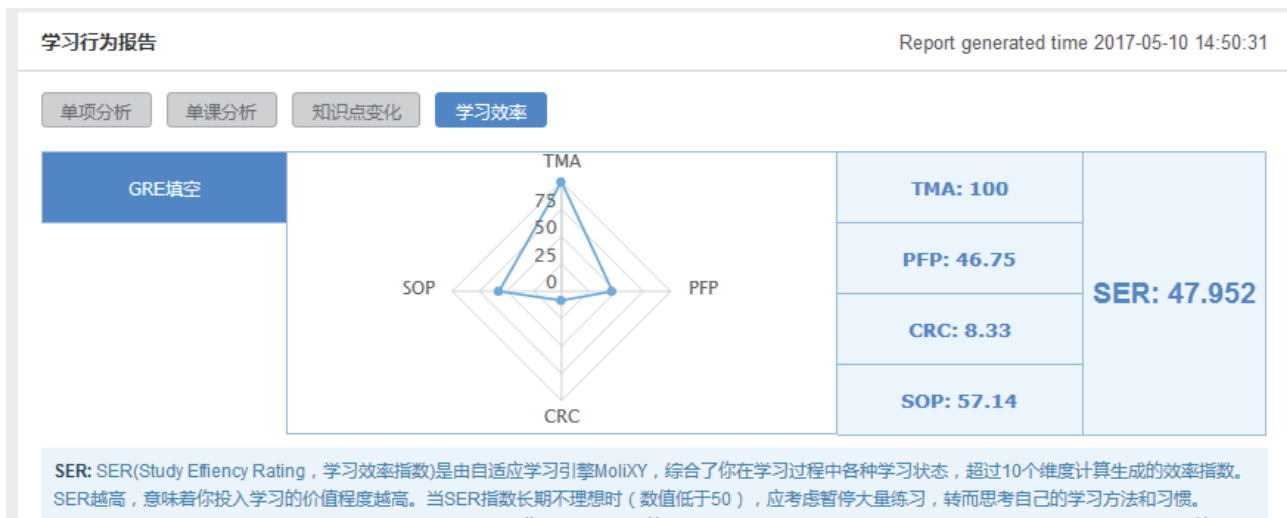 学习行为报告
Report generated time 2017-05-10 14:50:31
单项分析
单课分析
知识点变化
学习效率
GRE填空
TMA
75
50
25
0
SOP
PFP
CRC
TMA: 100
PFP: 46.75
CRC: 8.33
SOP: 57.14
SER: 47.952
SER: SER(Study Effiency Rating，学习效率指数)是由自适应学习引擎MoliXY，综合了你在学习过程中各种学习状态，超过10个维度计算生成的效率指数。
SER越高，意味着你投入学习的价值程度越高。当SER指数长期不理想时（数值低于50），应考虑暂停大量练习，转而思考自己的学习方法和习惯。